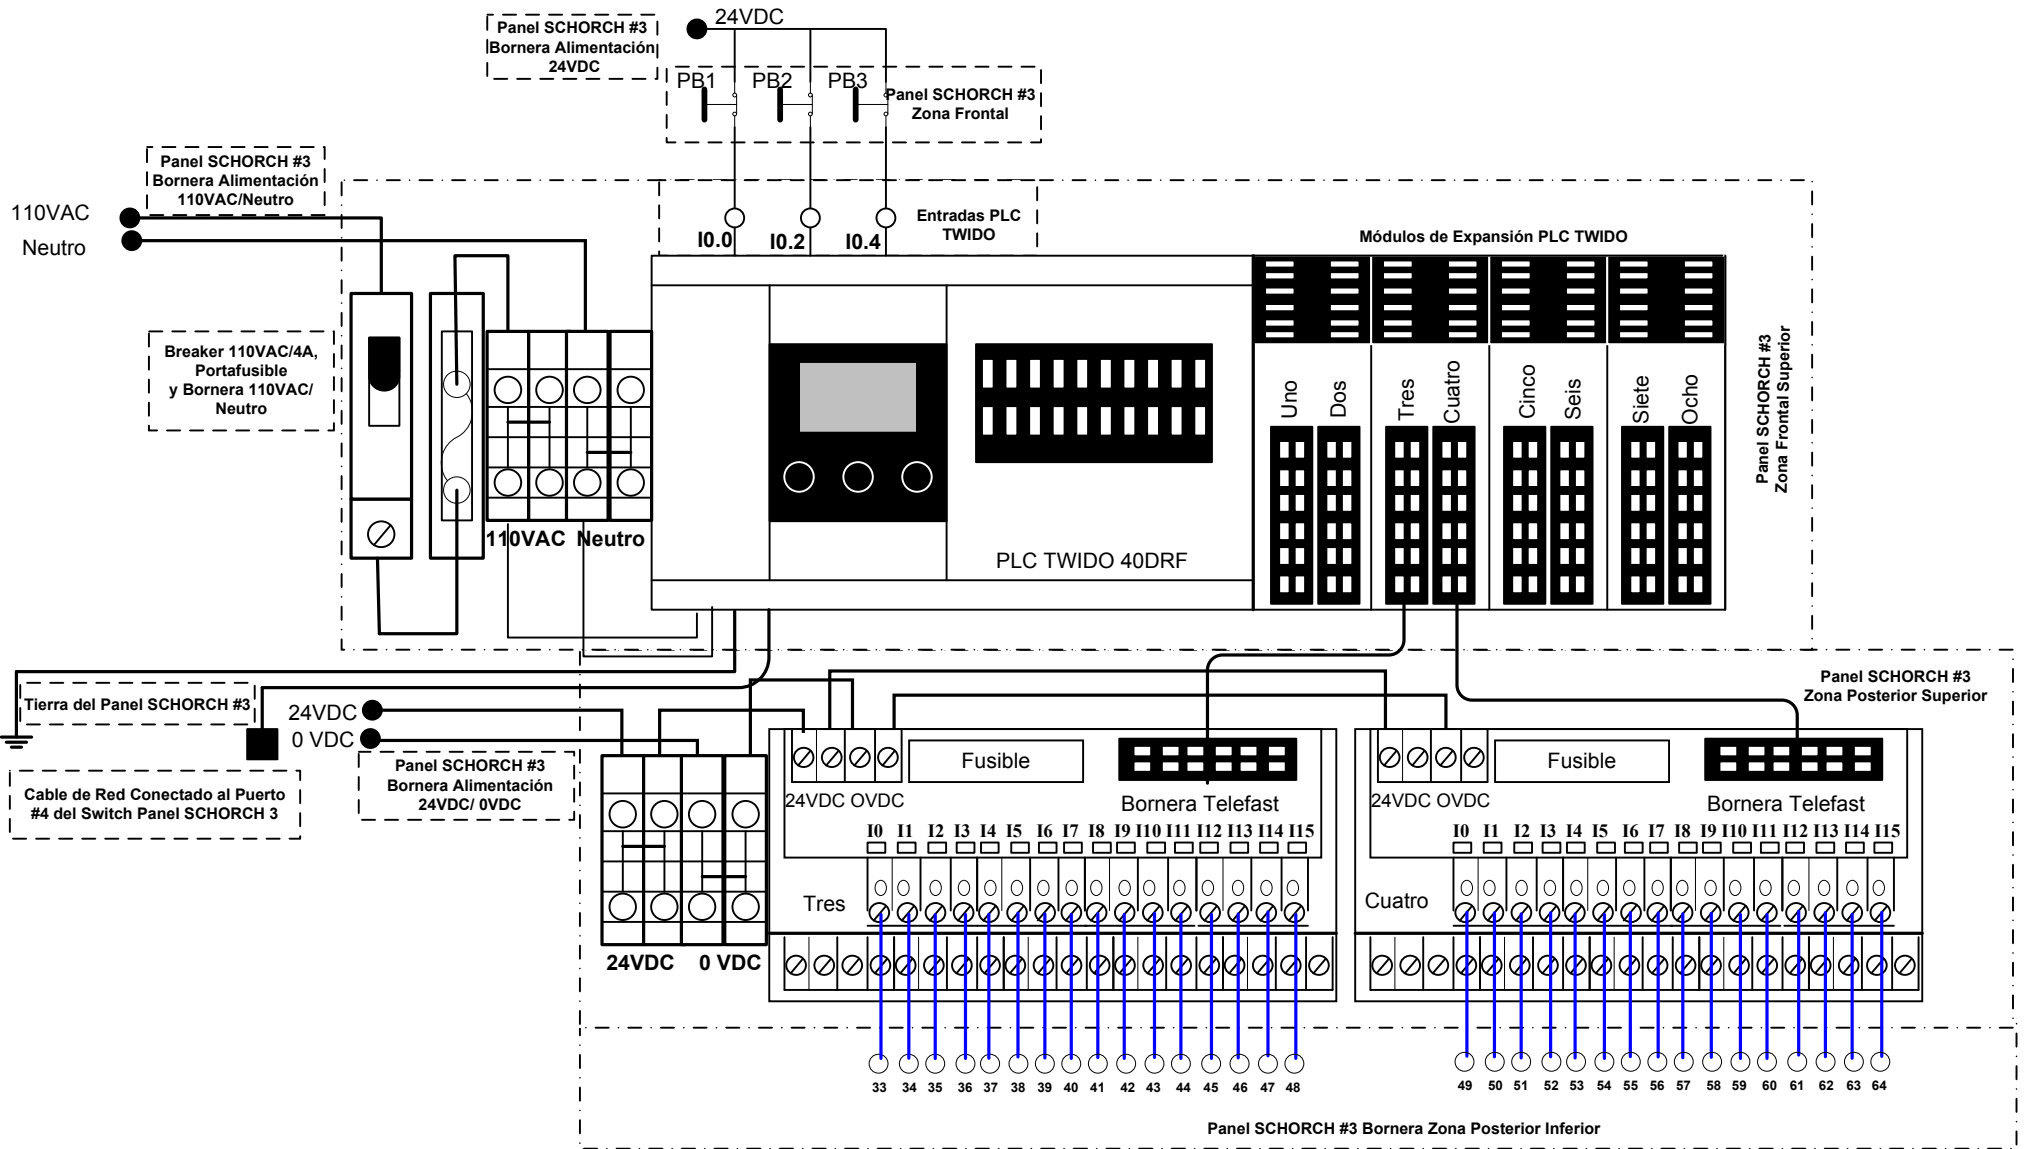 Panel SCHORCH #3
Bornera Alimentación
24VDC
24VDC
PB1
PB2
PB3
Panel SCHORCH #3
Zona Frontal
Panel SCHORCH #3
Bornera Alimentación
110VAC/Neutro
110VAC
Neutro
Entradas PLC
TWIDO
I0.0
I0.2
I0.4
Módulos de Expansión PLC TWIDO
Breaker 110VAC/4A,
Portafusible
y Bornera 110VAC/
Neutro
Uno
Dos
Tres
Cuatro
Cinco
Seis
Siete
Ocho
Panel SCHORCH #3
Zona Frontal Superior
110VAC Neutro
PLC TWIDO 40DRF
Panel SCHORCH #3
Zona Posterior Superior
Tierra del Panel SCHORCH #3
24VDC
0 VDC
Panel SCHORCH #3
Bornera Alimentación
24VDC/ 0VDC
Cable de Red Conectado al Puerto
#4 del Switch Panel SCHORCH 3
Fusible
24VDC OVDC
Bornera Telefast
I0 I1 I2 I3 I4 I5 I6 I7 I8 I9 I10 I11 I12 I13 I14 I15
Tres
Fusible
24VDC OVDC
Bornera Telefast
I0 I1 I2 I3 I4 I5 I6 I7 I8 I9 I10 I11 I12 I13 I14 I15
Cuatro
24VDC 0 VDC
33 34 35 36 37 38 39 40 41 42 43 44 45 46 47 48
49 50 51 52 53 54 55 56 57 58 59 60 61 62 63 64
Panel SCHORCH #3 Bornera Zona Posterior Inferior